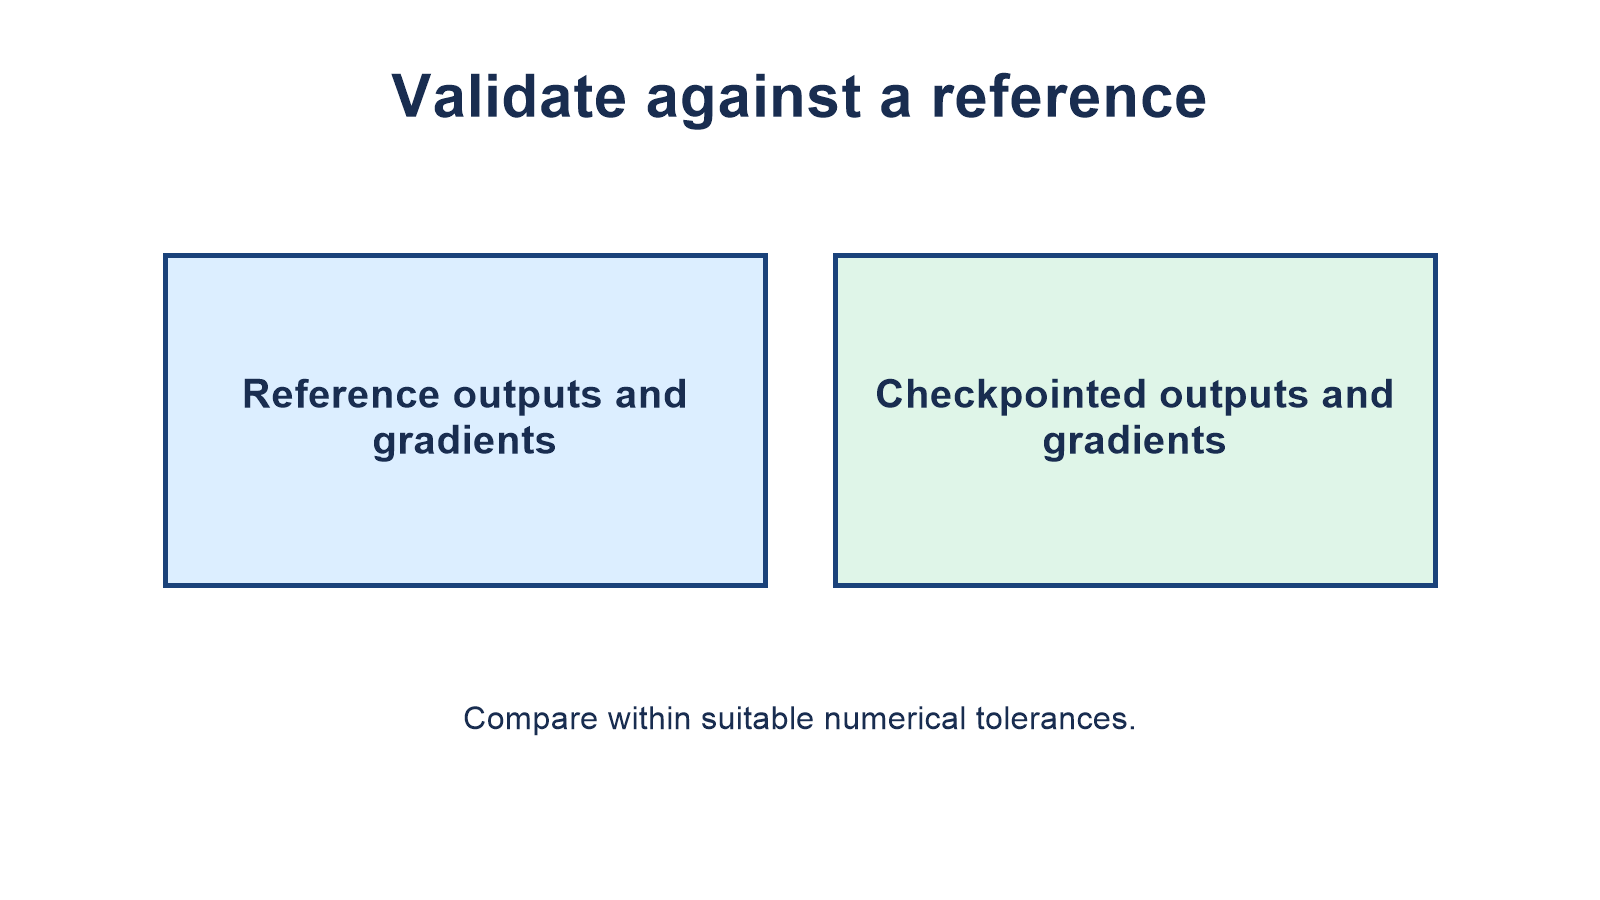 Validate against a reference
Reference outputs and
gradients
Checkpointed outputs and
gradients
Compare within suitable numerical tolerances.